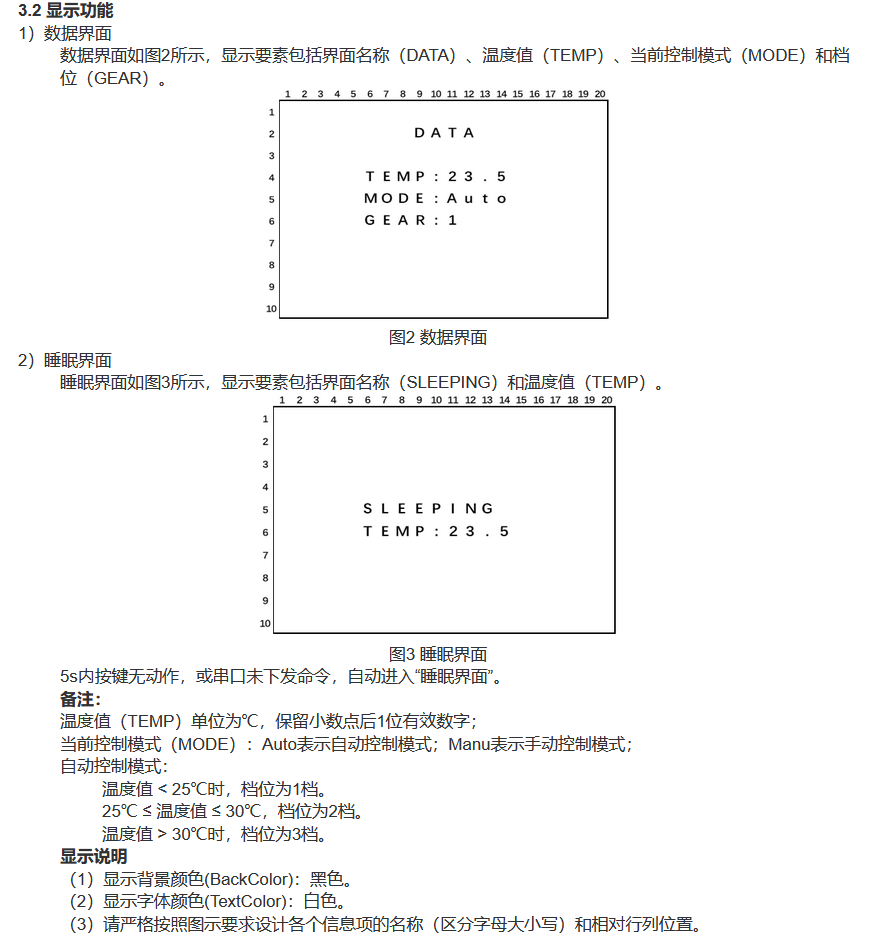 3.2 显示功能
1）数据界面
数据界面如图2所示，显示要素包括界面名称（DATA）、温度值（TEMP）、当前控制模式（MODE）和档
位（GEAR）。
1 2 3 4 5 6 7 8 9 10 11 12 13 14 15 16 17 18 19 20
1
2 DATA
3
4 TEMP:23.5
5 MODE:Auto
6 GEAR:1
7
8
9
10
图2 数据界面
2）睡眠界面
睡眠界面如图3所示，显示要素包括界面名称（SLEEPING）和温度值（TEMP）。
1 2 3 4 5 6 7 8 9 10 11 12 13 14 15 16 17 18 19 20
1
2
3
4
5 SLEEPING
6 TEMP:23.5
7
8
9
10
图3 睡眠界面
5s内按键无动作，或串口未下发命令，自动进入“睡眠界面”。
备注：
温度值（TEMP）单位为℃，保留小数点后1位有效数字；
当前控制模式（MODE）：Auto表示自动控制模式；Manu表示手动控制模式；
自动控制模式：
温度值 < 25℃时，档位为1档。
25℃ ≤ 温度值 ≤ 30℃，档位为2档。
温度值 > 30℃时，档位为3档。
显示说明
（1）显示背景颜色(BackColor)：黑色。
（2）显示字体颜色(TextColor)：白色。
（3）请严格按照图示要求设计各个信息项的名称（区分字母大小写）和相对行列位置。